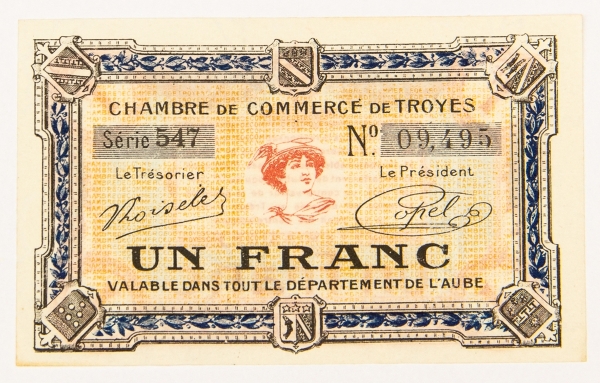 CHAMBRE DE COMMERCE DE TROYES
Série 547 No. 09,495
Le Trésorier Le Président
UN FRANC
VALABLE DANS TOUT LE DÉPARTEMENT DE L'AUBE